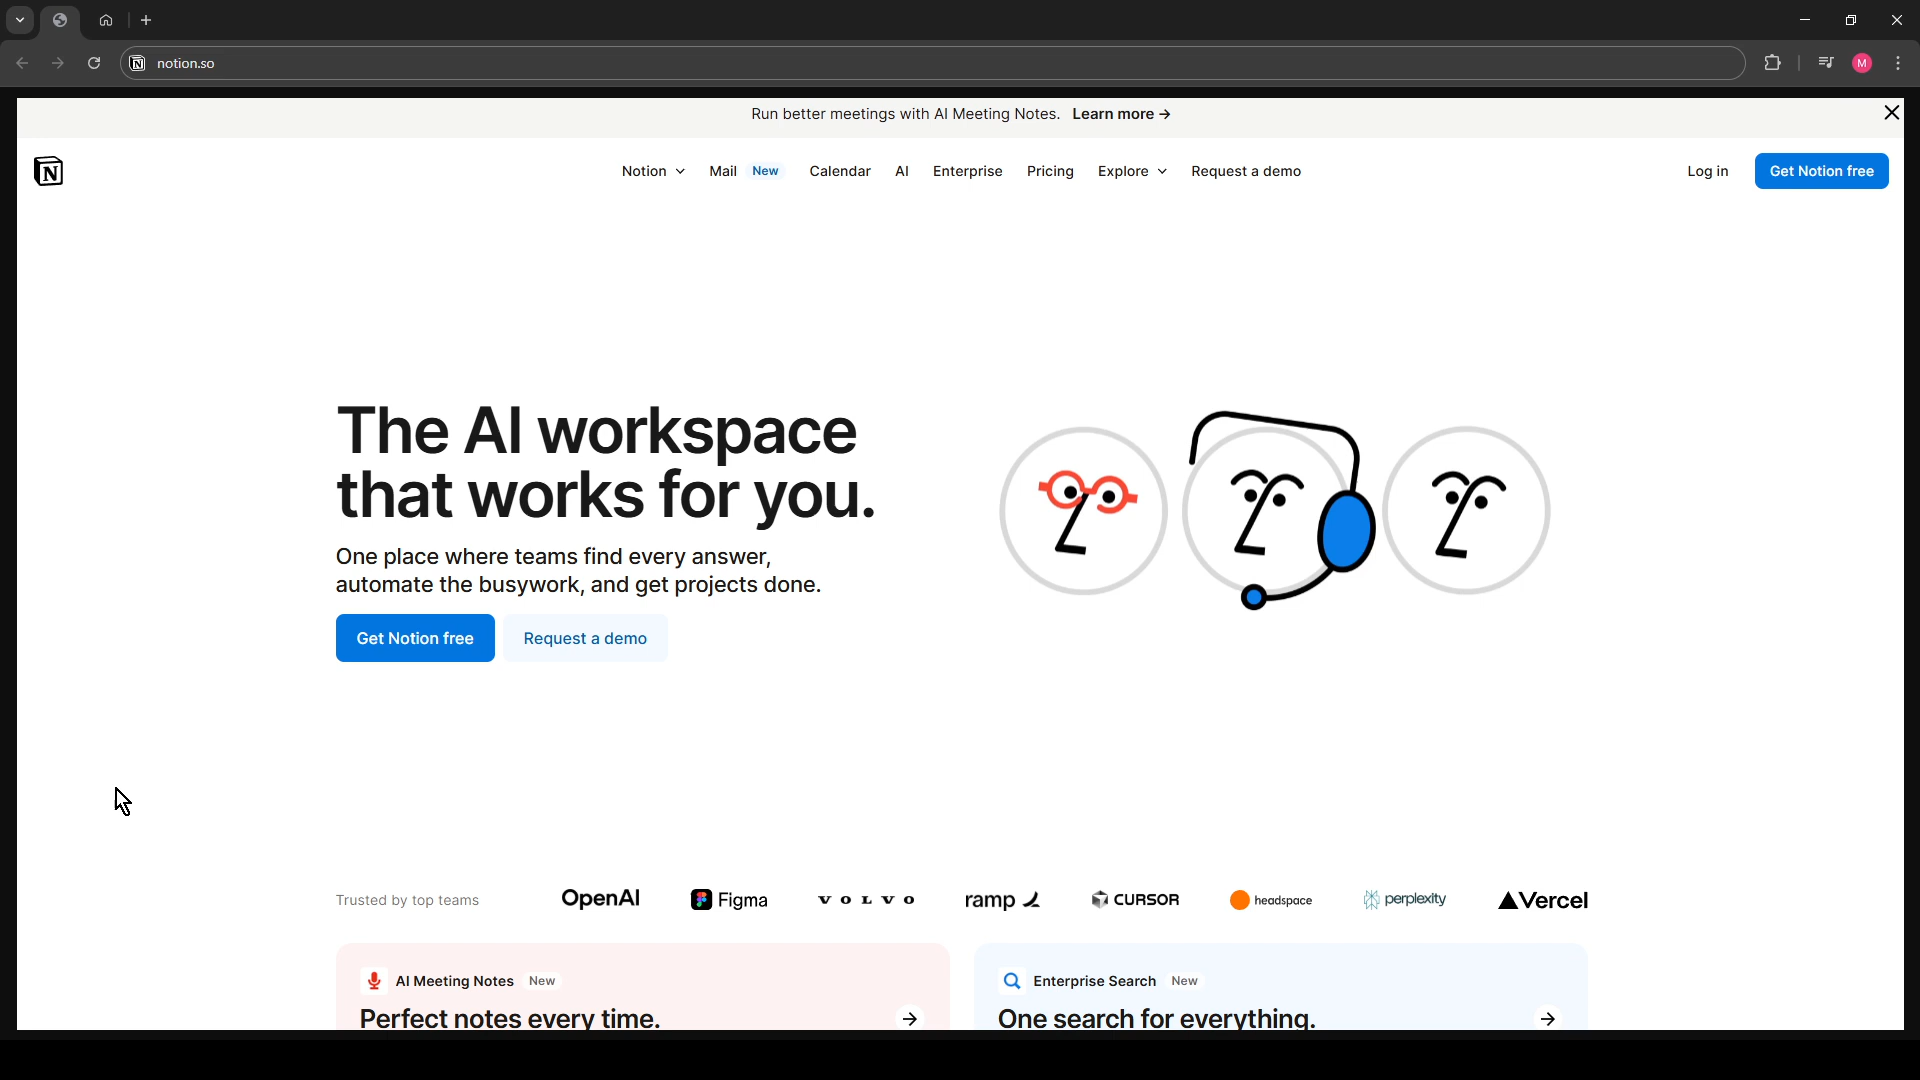 M
notion.so
Run better meetings with AI Meeting Notes. Learn more →
N
Notion Mail New Calendar AI Enterprise Pricing Explore Request a demo Log in Get Notion free
The AI workspace
that works for you.
One place where teams find every answer,
automate the busywork, and get projects done.
Get Notion free Request a demo
Trusted by top teams OpenAI Figma VOLVO ramp CURSOR headspace perplexity Vercel
AI Meeting Notes New
Perfect notes every time. →
Enterprise Search New
One search for everything. →